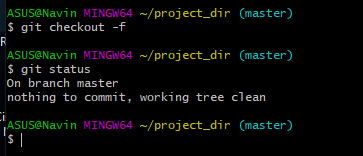 ASUS@Navin MINGW64 ~/project_dir (master)
$ git checkout -f

ASUS@Navin MINGW64 ~/project_dir (master)
$ git status
On branch master
nothing to commit, working tree clean

ASUS@Navin MINGW64 ~/project_dir (master)
$